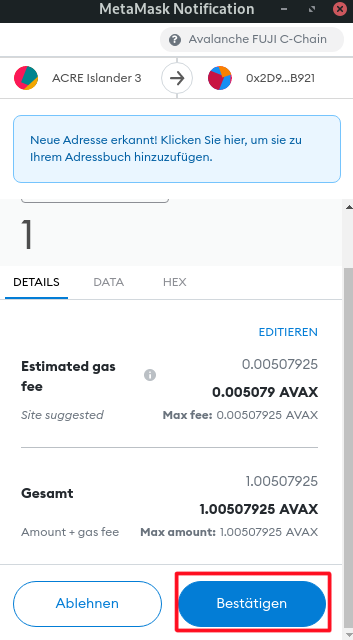 MetaMask Notification
Avalanche FUJI C-Chain
ACRE Islander 3 0x2D9...B921
Neue Adresse erkannt! Klicken Sie hier, um sie zu
Ihrem Adressbuch hinzuzufügen.
1
DETAILS DATA HEX
EDITIEREN
Estimated gas fee 0.00507925
0.005079 AVAX
Site suggested Max fee: 0.00507925 AVAX
1.00507925
Gesamt 1.00507925 AVAX
Amount + gas fee Max amount: 1.00507925 AVAX
Ablehnen Bestätigen